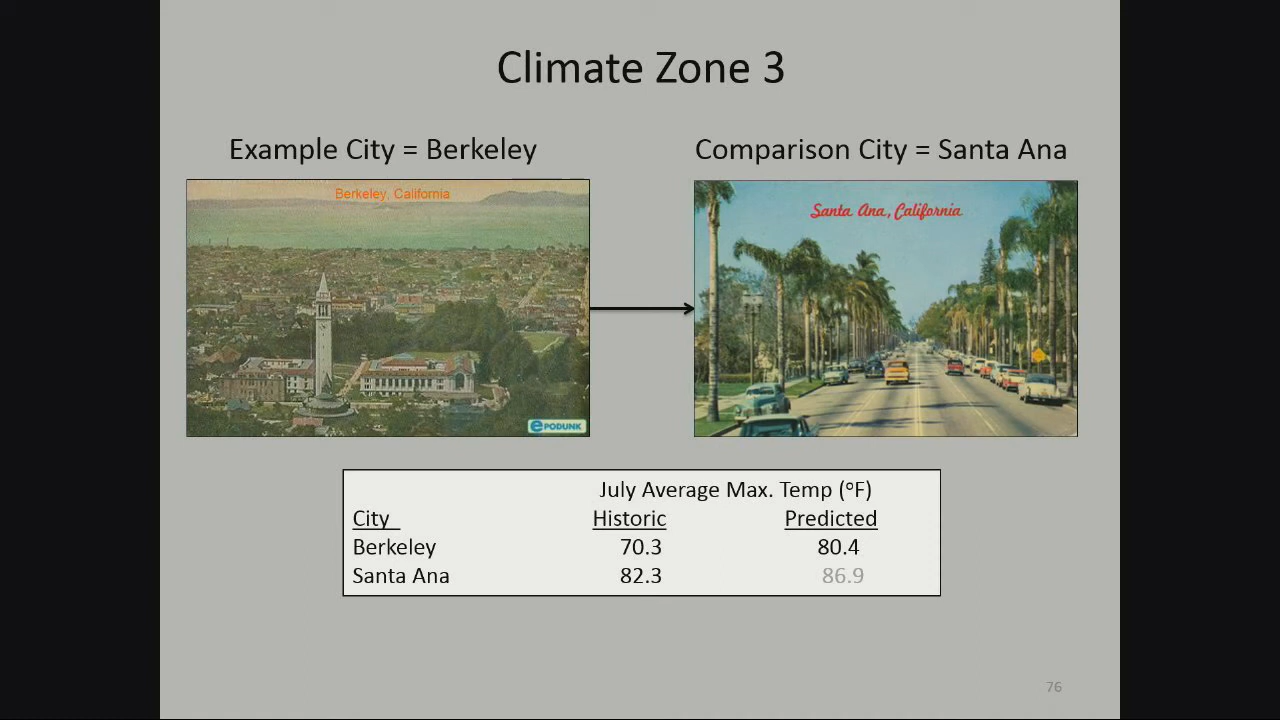 Climate Zone 3
Example City = Berkeley
Comparison City = Santa Ana
Berkeley, California
Santa Ana, California
ePODUNK
July Average Max. Temp (°F)
City Historic Predicted
Berkeley 70.3 80.4
Santa Ana 82.3 86.9
76